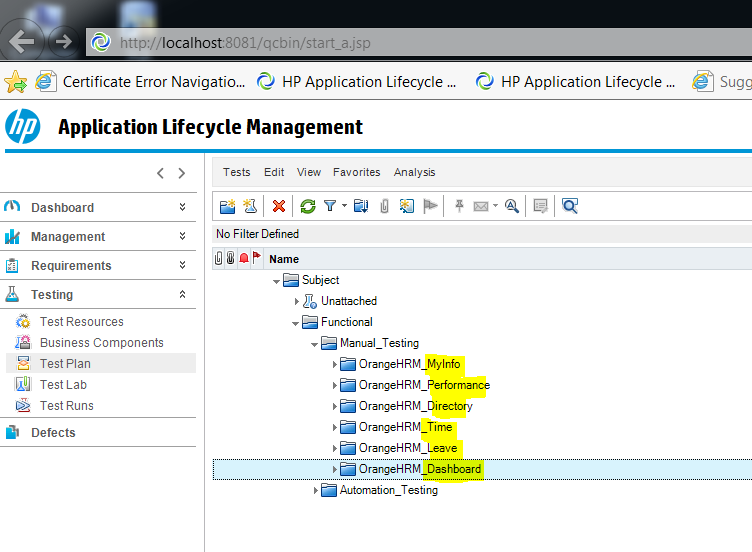 http://localhost:8081/qcbin/start_a.jsp
Certificate Error Navigatio... HP Application Lifecycle ... HP Application Lifecycle ... Sugg
hp Application Lifecycle Management
Tests Edit View Favorites Analysis
Dashboard
Management
Requirements
Testing
Test Resources
Business Components
Test Plan
Test Lab
Test Runs
Defects
No Filter Defined
Name
Subject
Unattached
Functional
Manual_Testing
OrangeHRM_MyInfo
OrangeHRM_Performance
OrangeHRM_Directory
OrangeHRM_Time
OrangeHRM_Leave
OrangeHRM_Dashboard
Automation_Testing